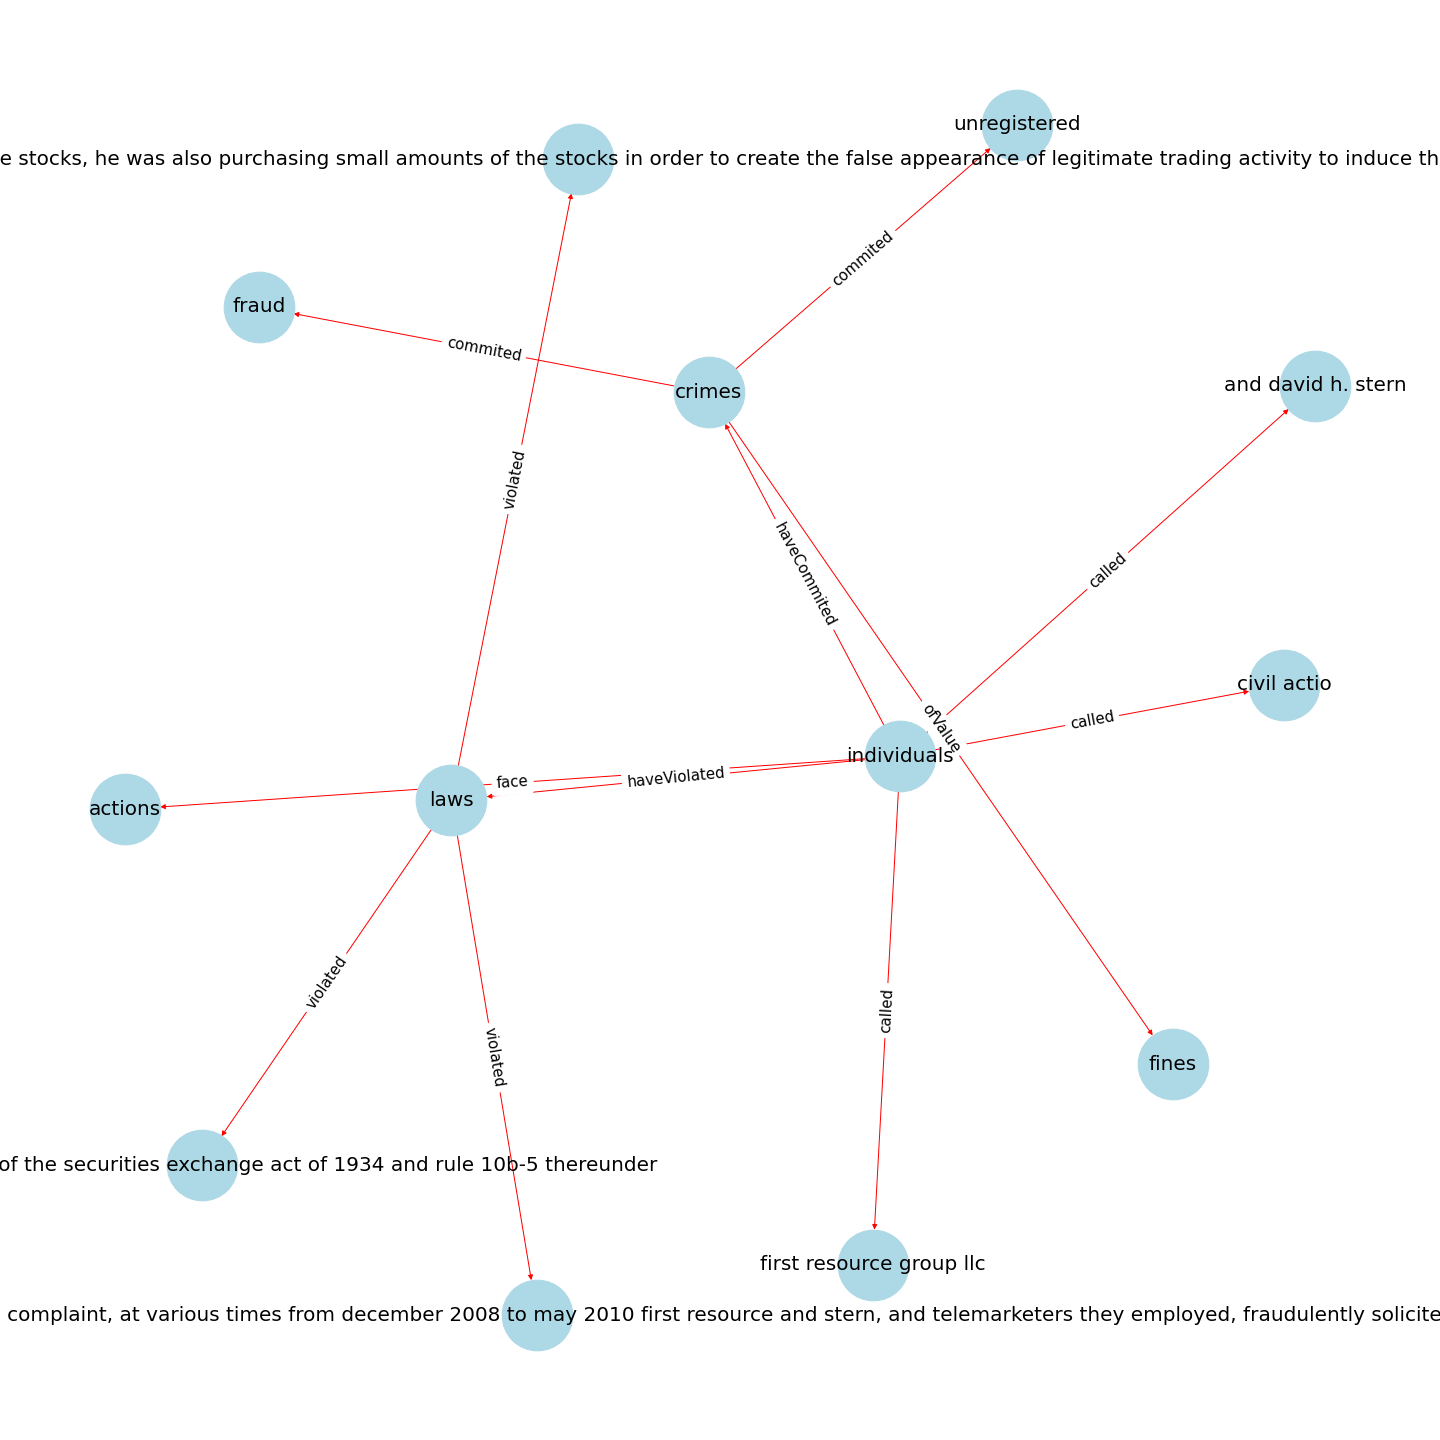 unregistered
e stocks, he was also purchasing small amounts of the stocks in order to create the false appearance of legitimate trading activity to induce th
commited
fraud
commited
crimes
and david h. stern
violated
haveCommited
called
civil actio
ofValue
called
individuals
haveViolated
face
laws
actions
violated
called
violated
fines
of the securities exchange act of 1934 and rule 10b-5 thereunder
first resource group llc
complaint, at various times from december 2008 to may 2010 first resource and stern, and telemarketers they employed, fraudulently solicite